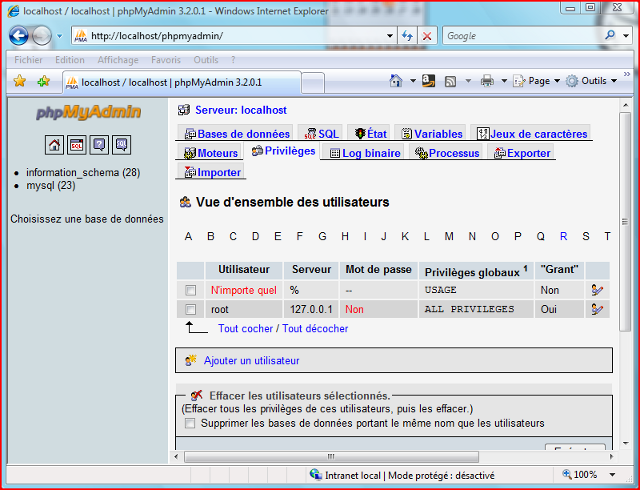 localhost / localhost | phpMyAdmin 3.2.0.1 - Windows Internet Explorer
http://localhost/phpmyadmin/
Google
Fichier Edition Affichage Favoris Outils ?
localhost / localhost | phpMyAdmin 3.2.0.1
Page Outils
phpMyAdmin
SQL
information_schema (28)
mysql (23)
Choisissez une base de données
Serveur: localhost
Bases de données SQL État Variables Jeux de caractères
Moteurs Privilèges Log binaire Processus Exporter
Importer
Vue d'ensemble des utilisateurs
A B C D E F G H I J K L M N O P Q R S T
Utilisateur Serveur Mot de passe Privilèges globaux 1 "Grant"
N'importe quel % -- USAGE Non
root 127.0.0.1 Non ALL PRIVILEGES Oui
Tout cocher / Tout décocher
Ajouter un utilisateur
Effacer les utilisateurs sélectionnés.
(Effacer tous les privilèges de ces utilisateurs, puis les effacer.)
Supprimer les bases de données portant le même nom que les utilisateurs
Intranet local | Mode protégé : désactivé
100%